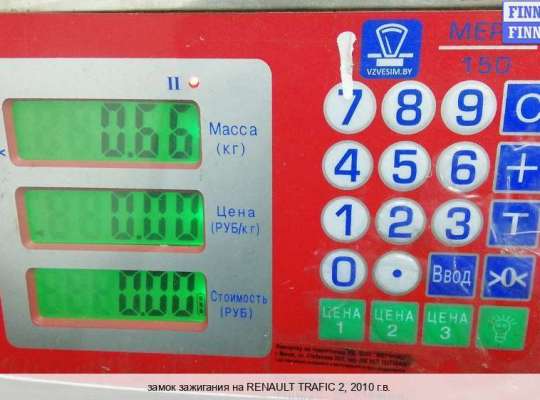 FINN
FINN
МЕР
150
VZVESIM.BY
II
0.66
Масса
(кг)
0.00
Цена
(РУБ/кг)
0.00
Стоимость
(РУБ)
7 8 9 C
4 5 6 +
1 2 3 T
0 . Ввод >0<
ЦЕНА 1 ЦЕНА 2 ЦЕНА 3
замок зажигания на RENAULT TRAFIC 2, 2010 г.в.